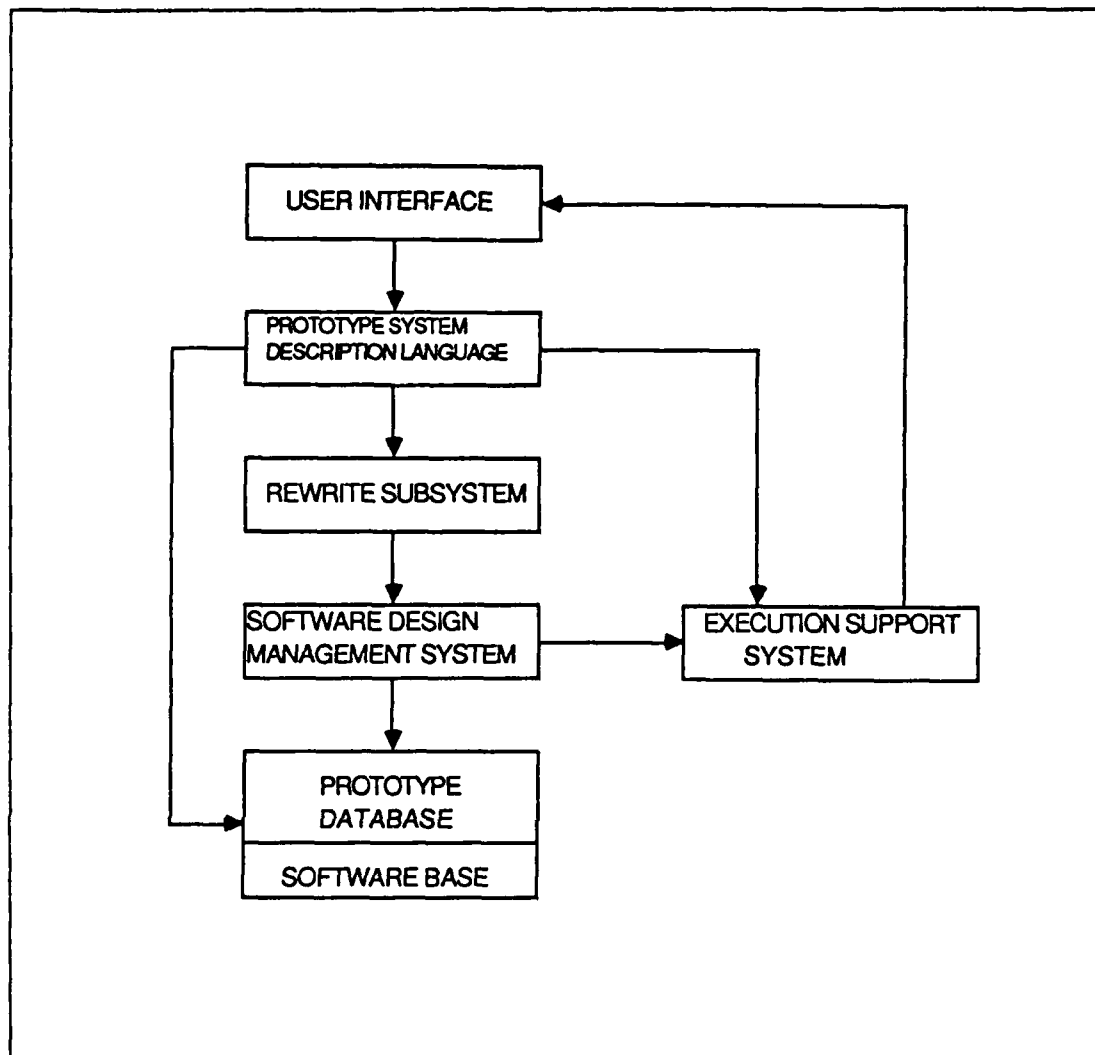 USER INTERFACE
PROTOTYPE SYSTEM
DESCRIPTION LANGUAGE
REWRITE SUBSYSTEM
SOFTWARE DESIGN
MANAGEMENT SYSTEM
EXECUTION SUPPORT
SYSTEM
PROTOTYPE
DATABASE
SOFTWARE BASE